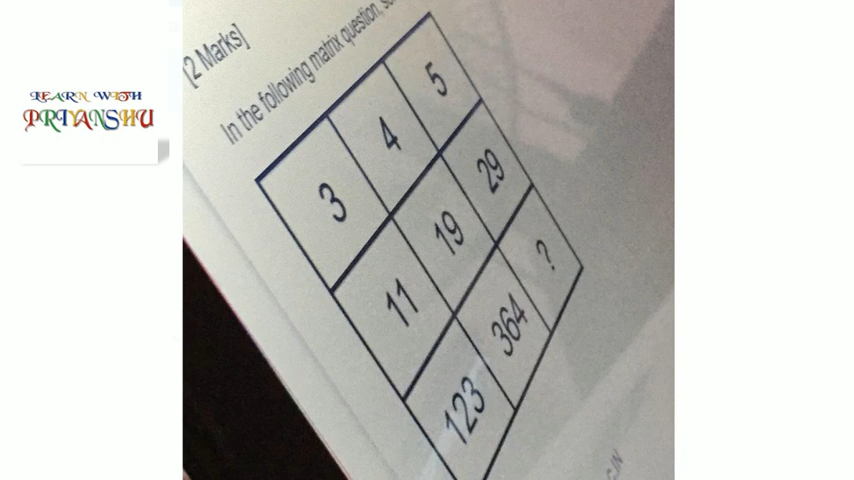 LEARN WITH
PRIYANSHU
[2 Marks]
In the following matrix question,
3 4 5
11 19 29
123 364 ?